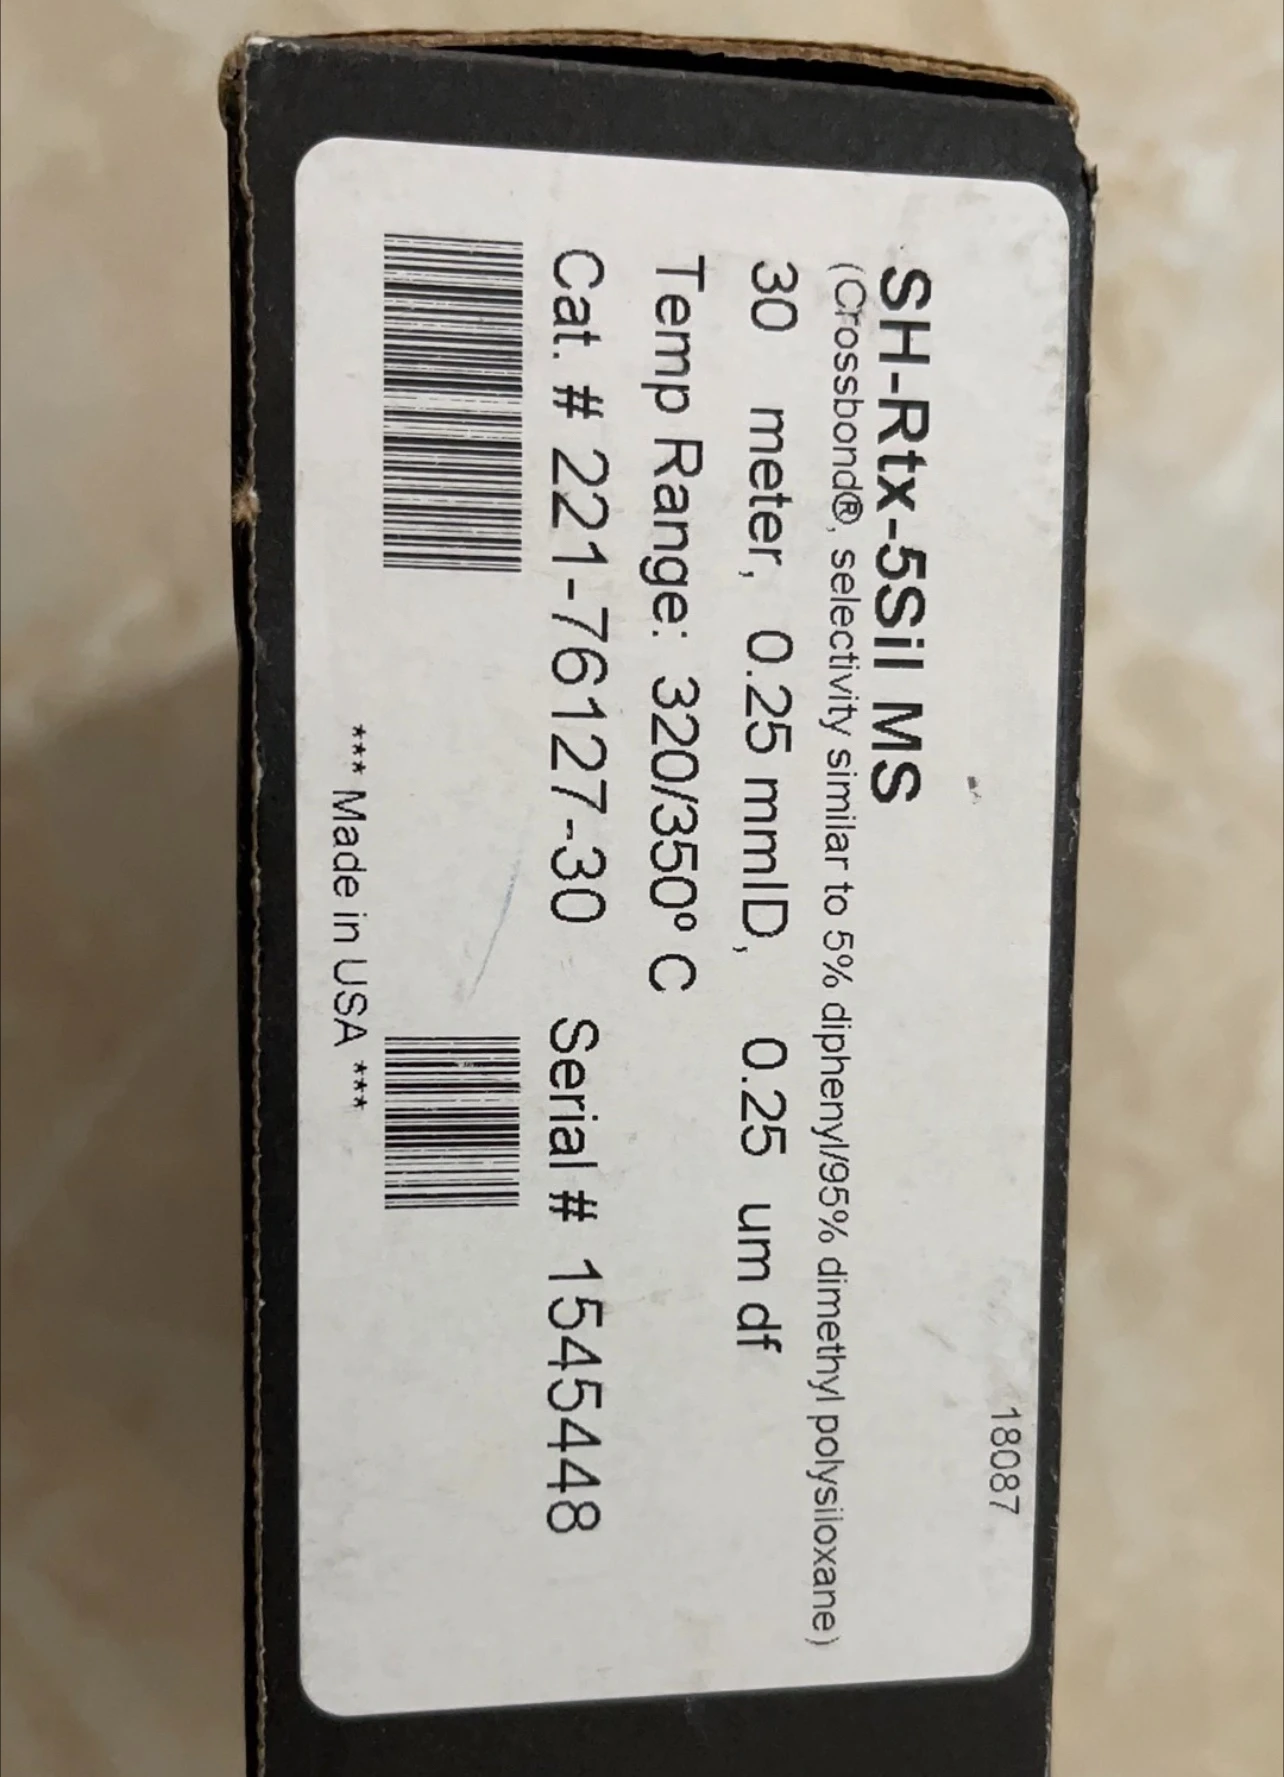 18087
SH-Rtx-5Sil MS
(Crossbond®, selectivity similar to 5% diphenyl/95% dimethyl polysiloxane)
30 meter, 0.25 mmID, 0.25 um df
Temp Range: 320/350º C
Cat. # 221-76127-30 Serial # 1545448
*** Made in USA ***